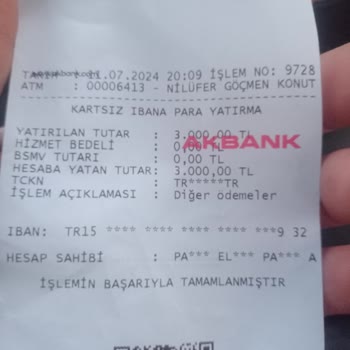 11.07.2024 20:09 İŞLEM NO: 9728
ATM : 00006413 - NİLÜFER GÖÇMEN KONUT
KARTSIZ IBANA PARA YATIRMA
YATIRILAN TUTAR : 3.000,00 TL
HİZMET BEDELİ : 0,00 TL
AKBANK
BSMV TUTARI : 0,00 TL
HESABA YATAN TUTAR: 3.000,00 TL
TCKN : TR*****TR
İŞLEM AÇIKLAMASI : Diğer ödemeler
IBAN: TR15 **** **** **** **** ***9 32
HESAP SAHİBİ : PA*** EL*** PA*** A
İŞLEMİN BAŞARIYLA TAMAMLANMIŞTIR